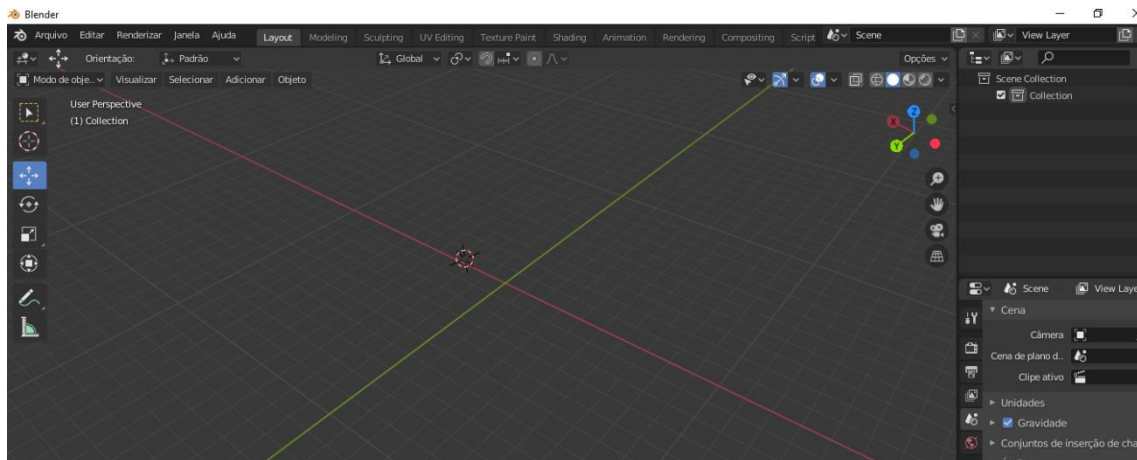 Blender
Arquivo Editar Renderizar Janela Ajuda Layout Modeling Sculpting UV Editing Texture Paint Shading Animation Rendering Compositing Script Scene View Layer
Orientação: Padrão Global Opções
Modo de obje.. Visualizar Selecionar Adicionar Objeto
User Perspective
(1) Collection
X
Y
Z
Scene Collection
Collection
Scene View Laye
Cena
Câmera
Cena de plano d..
Clipe ativo
Unidades
Gravidade
Conjuntos de inserção de cha